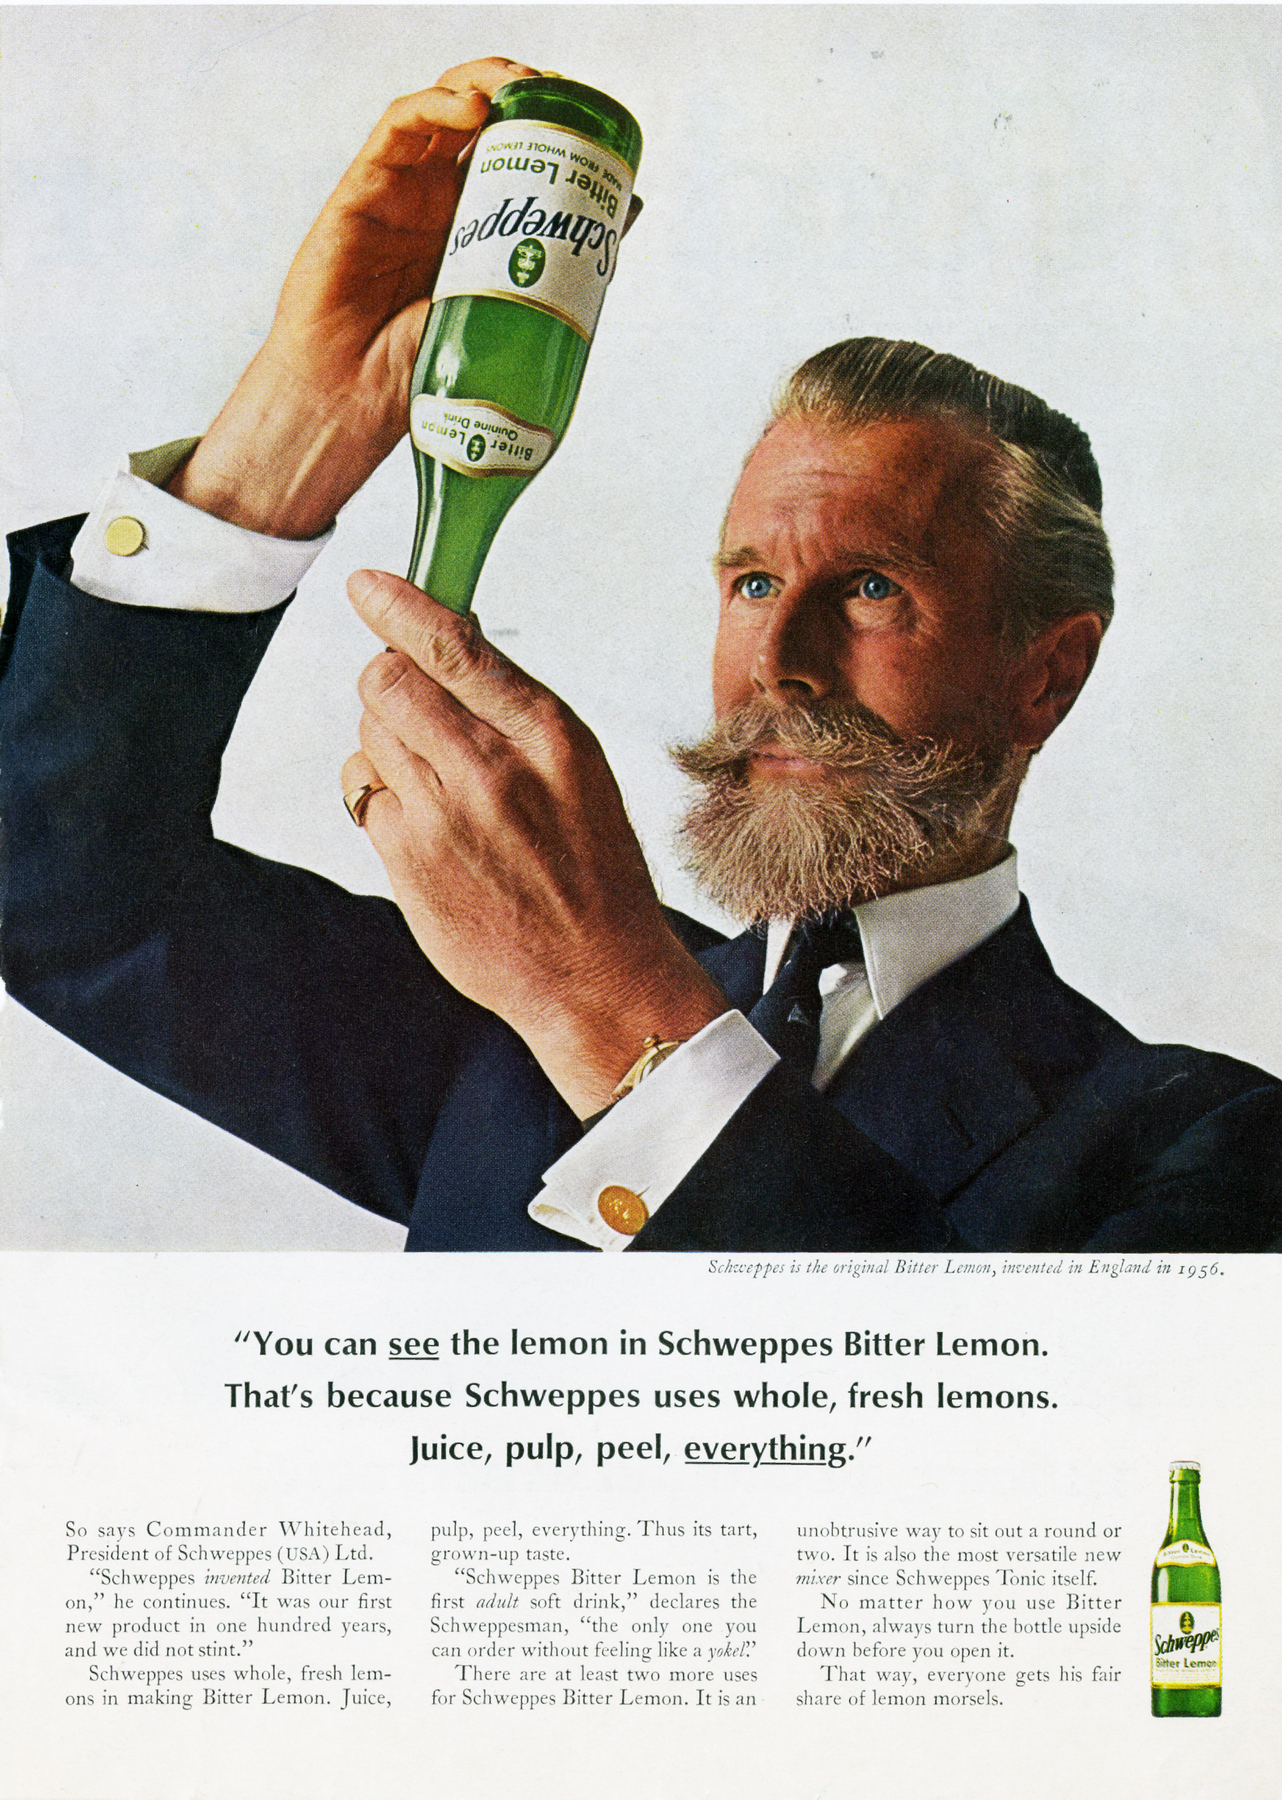 MADE FROM WHOLE LEMONS
Bitter Lemon
Schweppes
Quinine Drink
Bitter Lemon
Schweppes is the original Bitter Lemon, invented in England in 1956.
"You can see the lemon in Schweppes Bitter Lemon.
That's because Schweppes uses whole, fresh lemons.
Juice, pulp, peel, everything."
So says Commander Whitehead,
President of Schweppes (USA) Ltd.
"Schweppes invented Bitter Lem-
on," he continues. "It was our first
new product in one hundred years,
and we did not stint."
Schweppes uses whole, fresh lem-
ons in making Bitter Lemon. Juice,
pulp, peel, everything. Thus its tart,
grown-up taste.
"Schweppes Bitter Lemon is the
first adult soft drink," declares the
Schweppesman, "the only one you
can order without feeling like a yokel."
There are at least two more uses
for Schweppes Bitter Lemon. It is an
unobtrusive way to sit out a round or
two. It is also the most versatile new
mixer since Schweppes Tonic itself.
No matter how you use Bitter
Lemon, always turn the bottle upside
down before you open it.
That way, everyone gets his fair
share of lemon morsels.
Bitter Lemon
Schweppes
Bitter Lemon